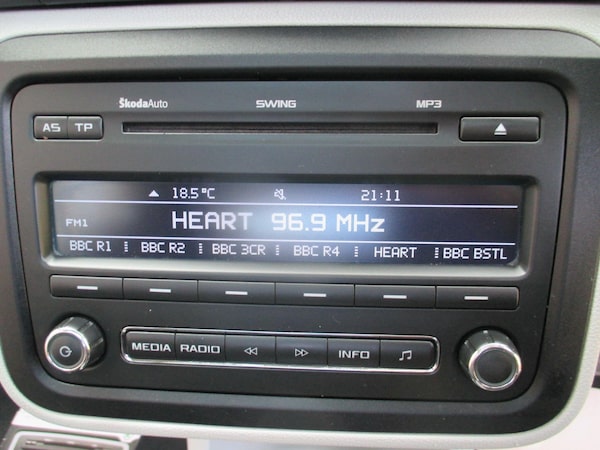 ŠkodaAuto SWING MP3
AS TP
18.5°C 21:11
FM1 HEART 96.9 MHz
BBC R1 BBC R2 BBC 3CR BBC R4 HEART BBC BSTL
MEDIA RADIO INFO